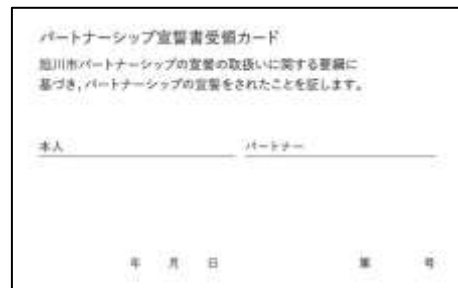 パートナーシップ宣誓書受領カード
旭川市パートナーシップの宣誓の取扱いに関する要綱に
基づき，パートナーシップの宣誓をされたことを証します。
本人 パートナー
年 月 日 第 号